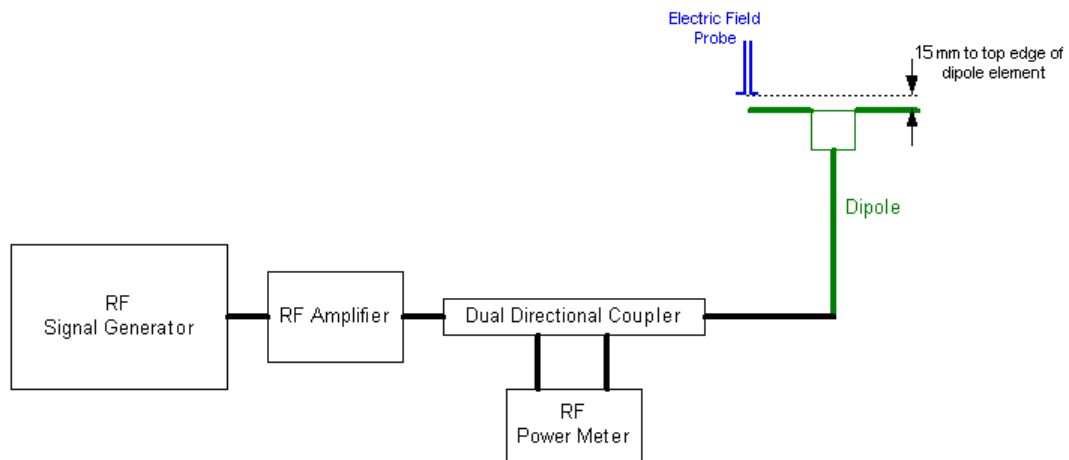 Electric Field
Probe
15 mm to top edge of
dipole element
Dipole
RF
Signal Generator
RF Amplifier
Dual Directional Coupler
RF
Power Meter